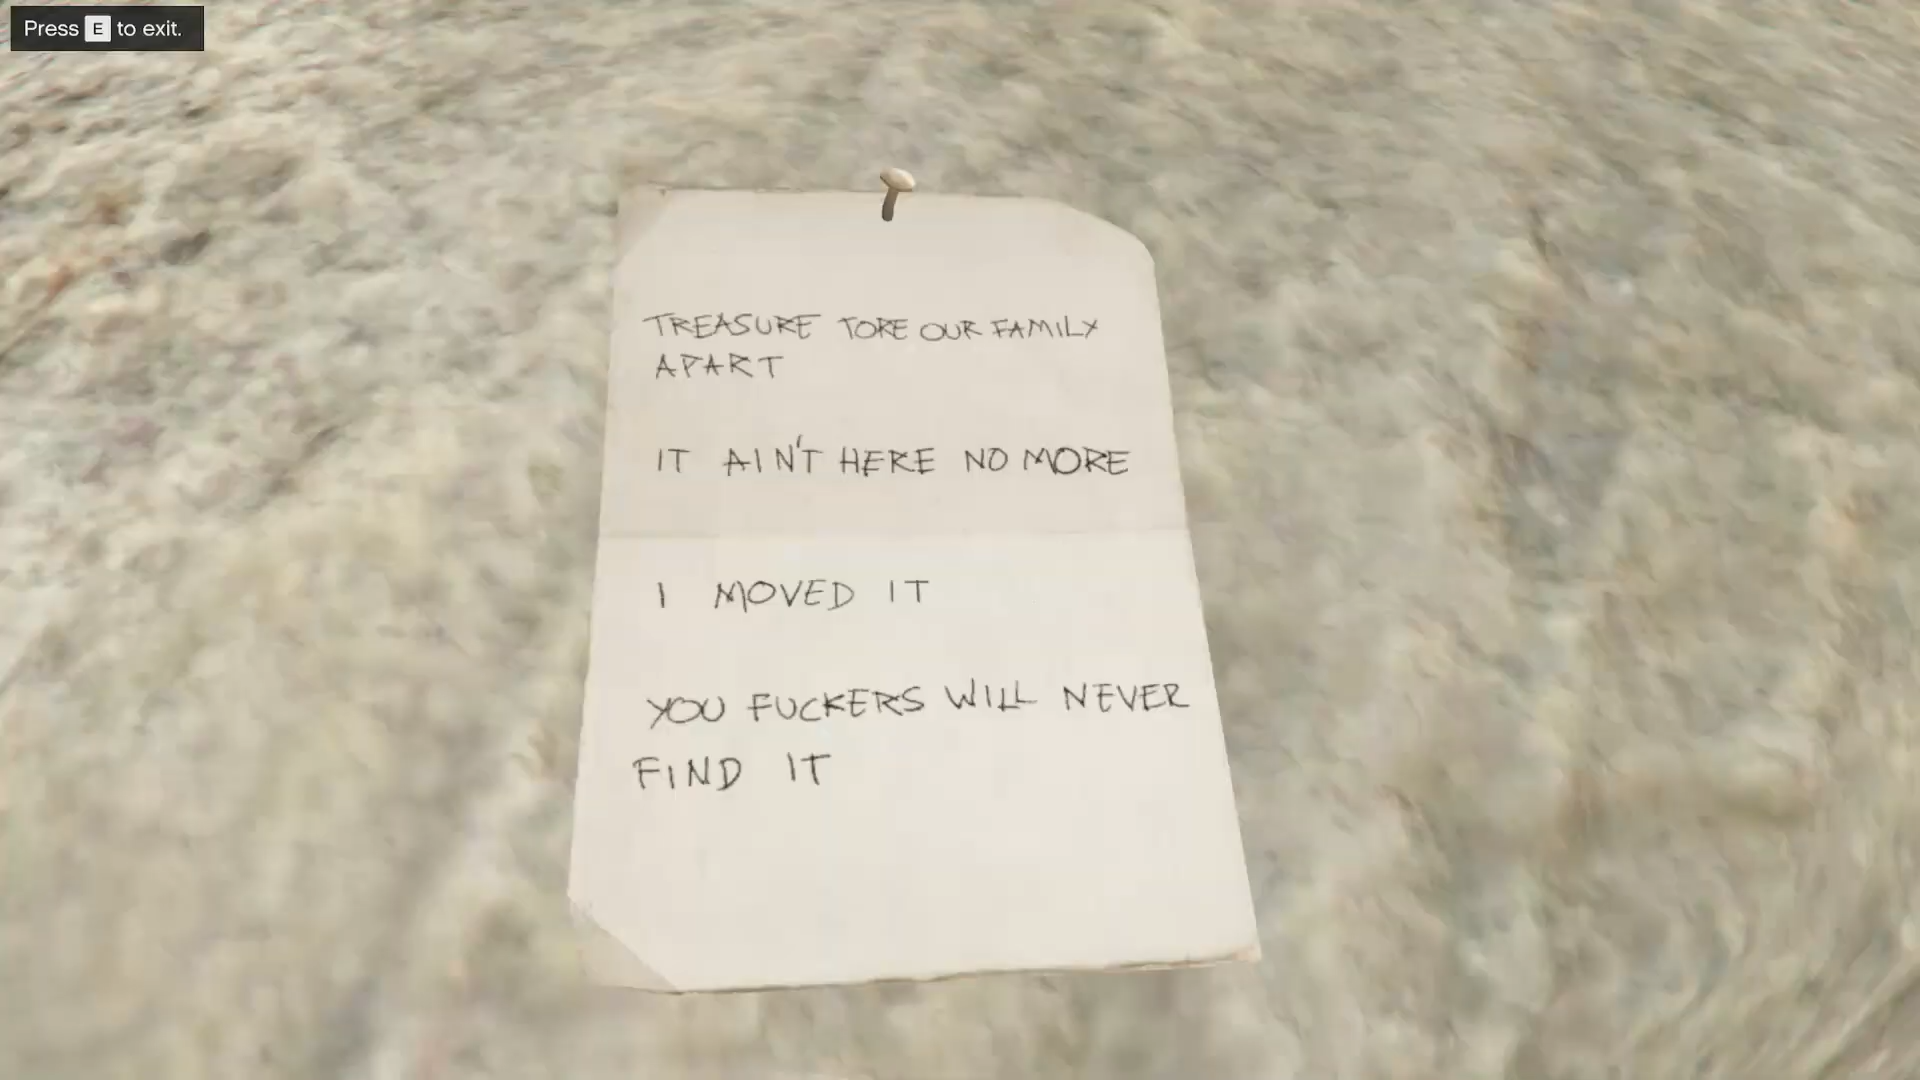 Press E to exit.
TREASURE TORE OUR FAMILY
APART
IT AIN'T HERE NO MORE
I MOVED IT
YOU FUCKERS WILL NEVER
FIND IT